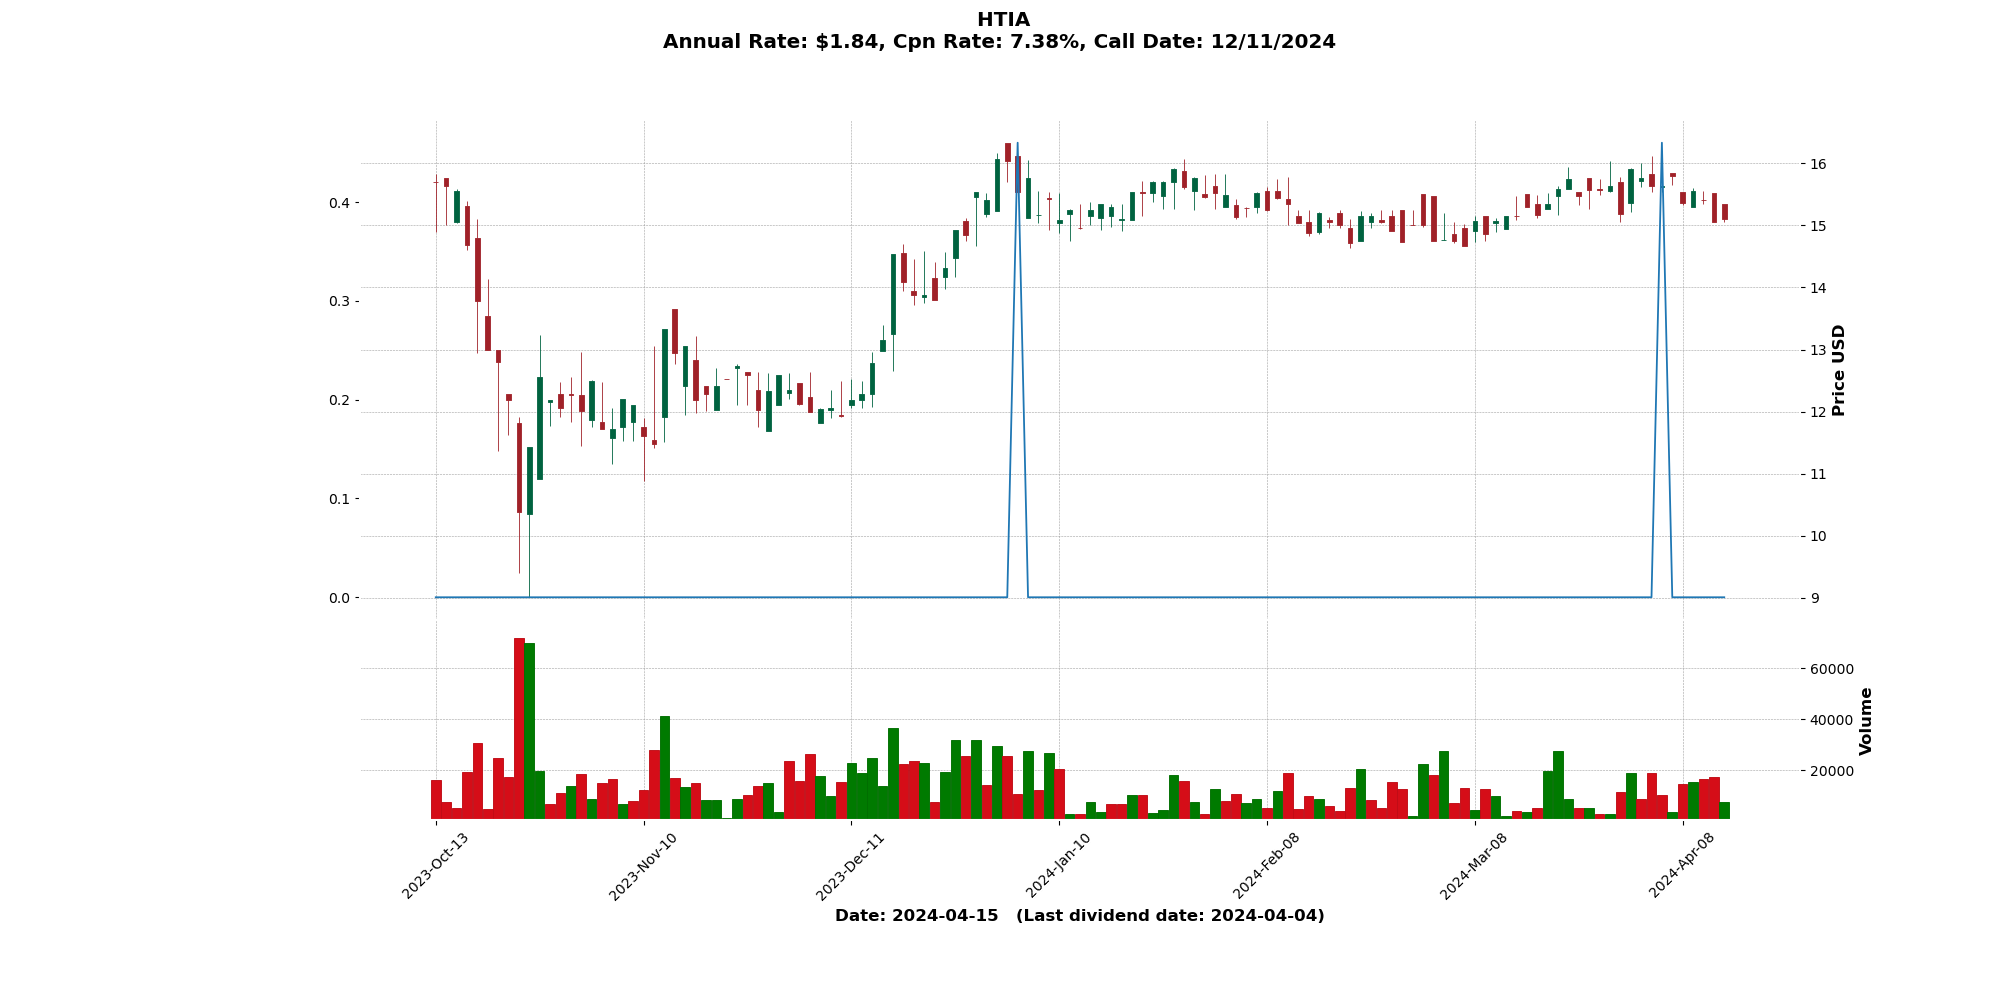 HTIA
Annual Rate: $1.84, Cpn Rate: 7.38%, Call Date: 12/11/2024
0.4
0.3
0.2
0.1
0.0
16
15
14
13
12
11
10
9
Price USD
60000
40000
20000
Volume
2023-Oct-13
2023-Nov-10
2023-Dec-11
2024-Jan-10
2024-Feb-08
2024-Mar-08
2024-Apr-08
Date: 2024-04-15   (Last dividend date: 2024-04-04)